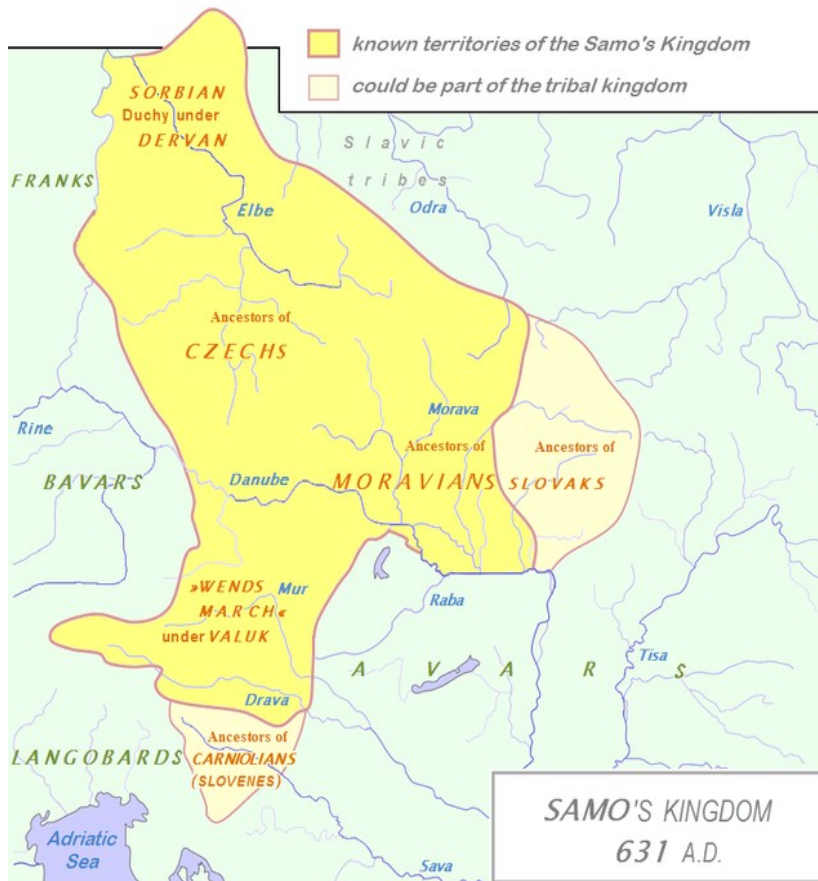 known territories of the Samo's Kingdom
could be part of the tribal kingdom
SORBIAN
Duchy under
DERVAN
Slavic
tribes
FRANKS
Elbe
Odra
Visla
Ancestors of
CZECHS
Morava
Rine
Ancestors of
MORAVIANS
Ancestors of
SLOVAKS
BAVARS
Danube
»WENDS
MARCH«
under VALUK
Mur
Raba
AVARS
Tisa
Drava
Ancestors of
CARNIOLIANS
(SLOVENES)
LANGOBARDS
Adriatic
Sea
Sava
SAMO'S KINGDOM
631 A.D.